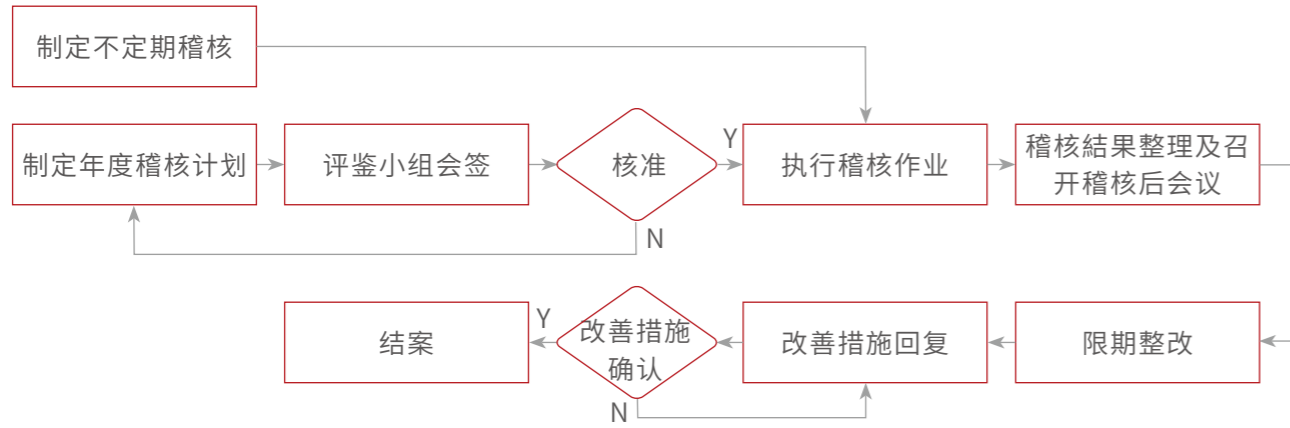 制定不定期稽核
制定年度稽核计划
评鉴小组会签
核准
Y
N
执行稽核作业
稽核結果整理及召
开稽核后会议
限期整改
改善措施回复
改善措施
确认
N
Y
结案